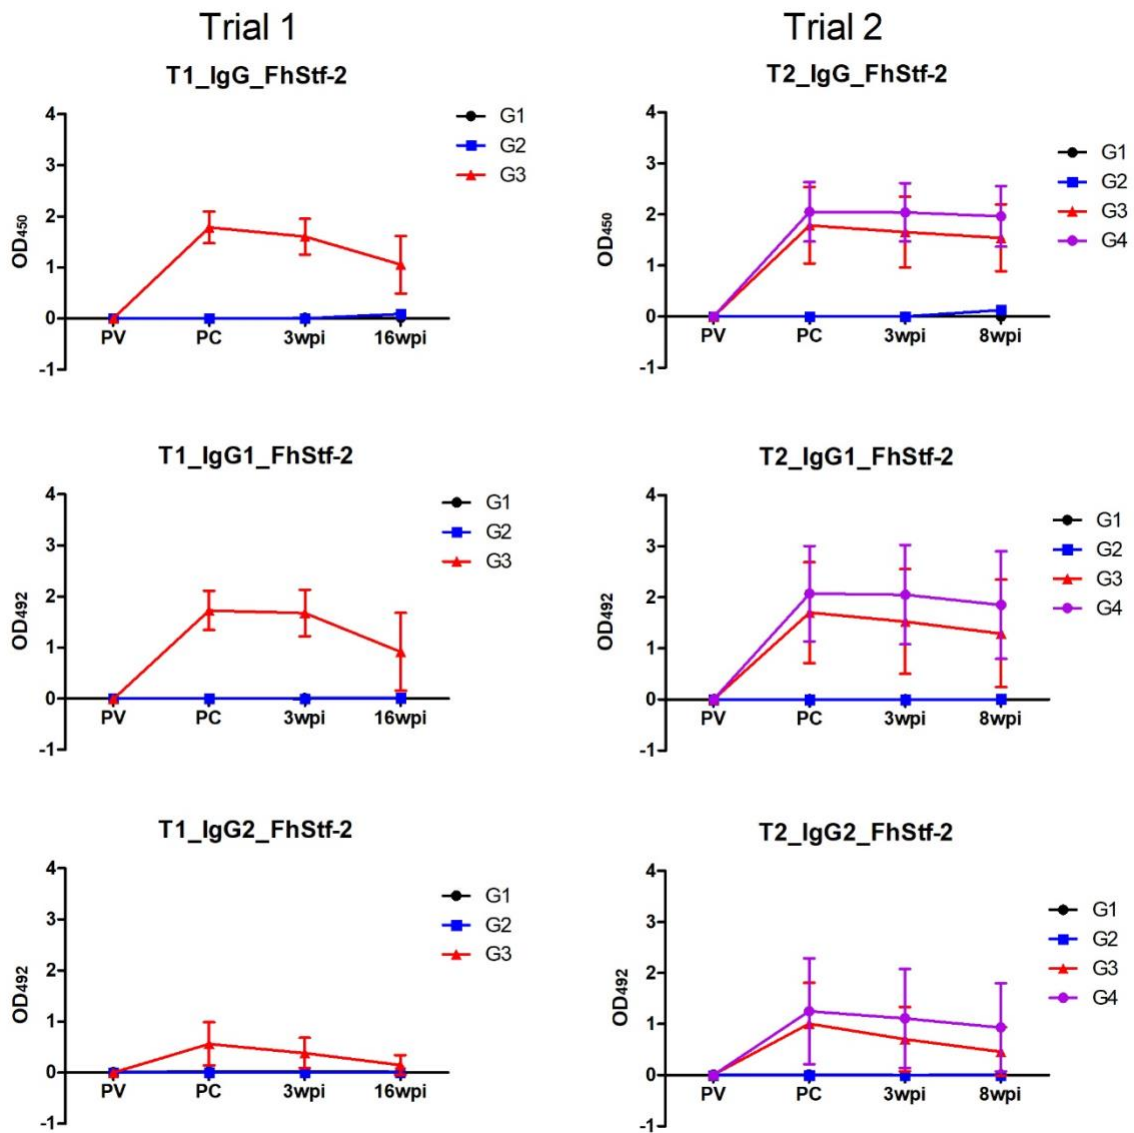 Trial 1
Trial 2
T1_IgG_FhStf-2
4
3
2
1
0
-1
OD450
PV
PC
3wpi
16wpi
G1
G2
G3
T2_IgG_FhStf-2
4
3
2
1
0
-1
OD450
PV
PC
3wpi
8wpi
G1
G2
G3
G4
T1_IgG1_FhStf-2
4
3
2
1
0
-1
OD492
PV
PC
3wpi
16wpi
G1
G2
G3
T2_IgG1_FhStf-2
4
3
2
1
0
-1
OD492
PV
PC
3wpi
8wpi
G1
G2
G3
G4
T1_IgG2_FhStf-2
4
3
2
1
0
-1
OD492
PV
PC
3wpi
16wpi
G1
G2
G3
T2_IgG2_FhStf-2
4
3
2
1
0
-1
OD492
PV
PC
3wpi
8wpi
G1
G2
G3
G4